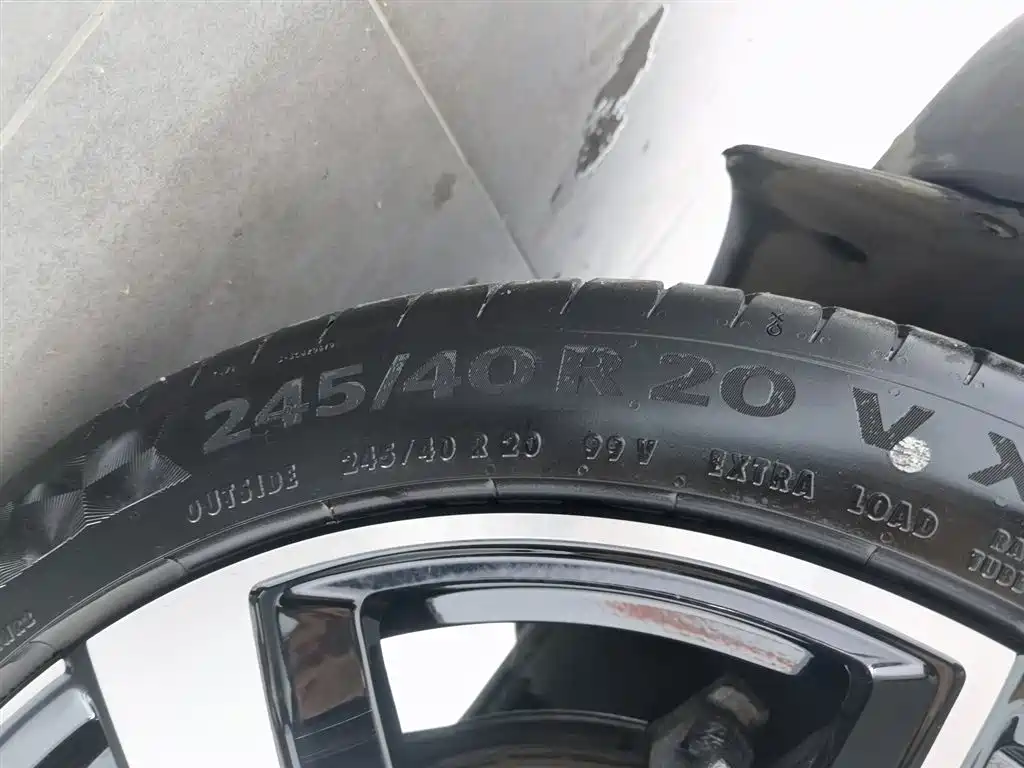 245/40 R 20 V X
OUTSIDE 245/40 R 20 99 V EXTRA LOAD